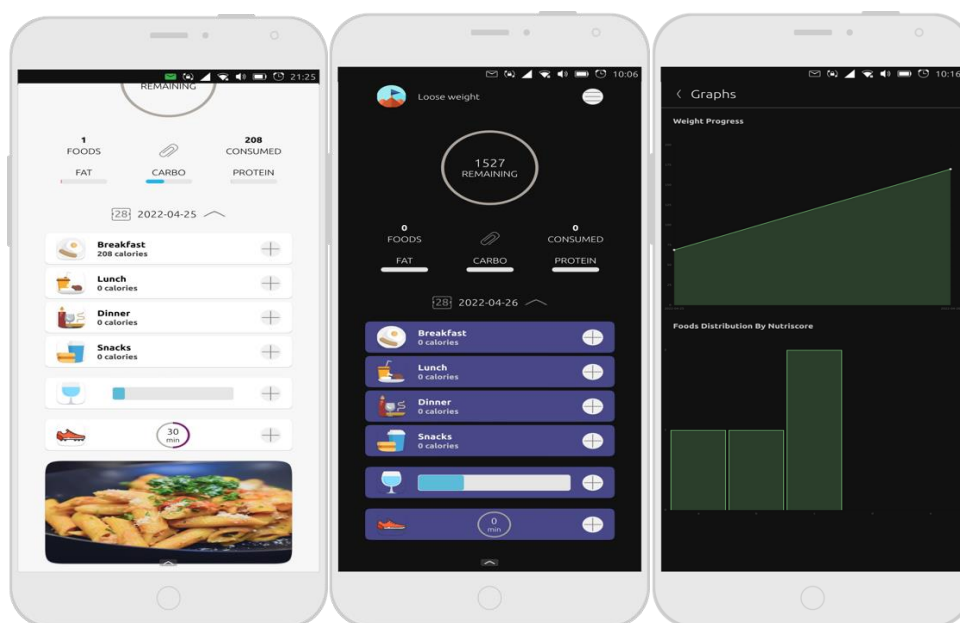 21:25
REMAINING
1
FOODS
208
CONSUMED
FAT CARBO PROTEIN
28 2022-04-25
Breakfast
208 calories
Lunch
0 calories
Dinner
0 calories
Snacks
0 calories
30
min
10:06
Loose weight
1527
REMAINING
0
FOODS
0
CONSUMED
FAT CARBO PROTEIN
28 2022-04-26
Breakfast
0 calories
Lunch
0 calories
Dinner
0 calories
Snacks
0 calories
0
min
10:16
Graphs
Weight Progress
Foods Distribution By Nutriscore